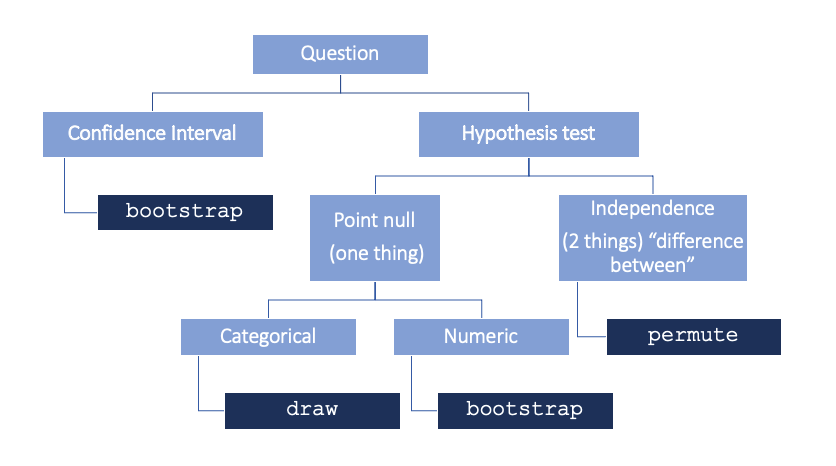 Question
Confidence Interval
Hypothesis test
bootstrap
Point null
(one thing)
Independence
(2 things) “difference
between”
Categorical
Numeric
permute
draw
bootstrap